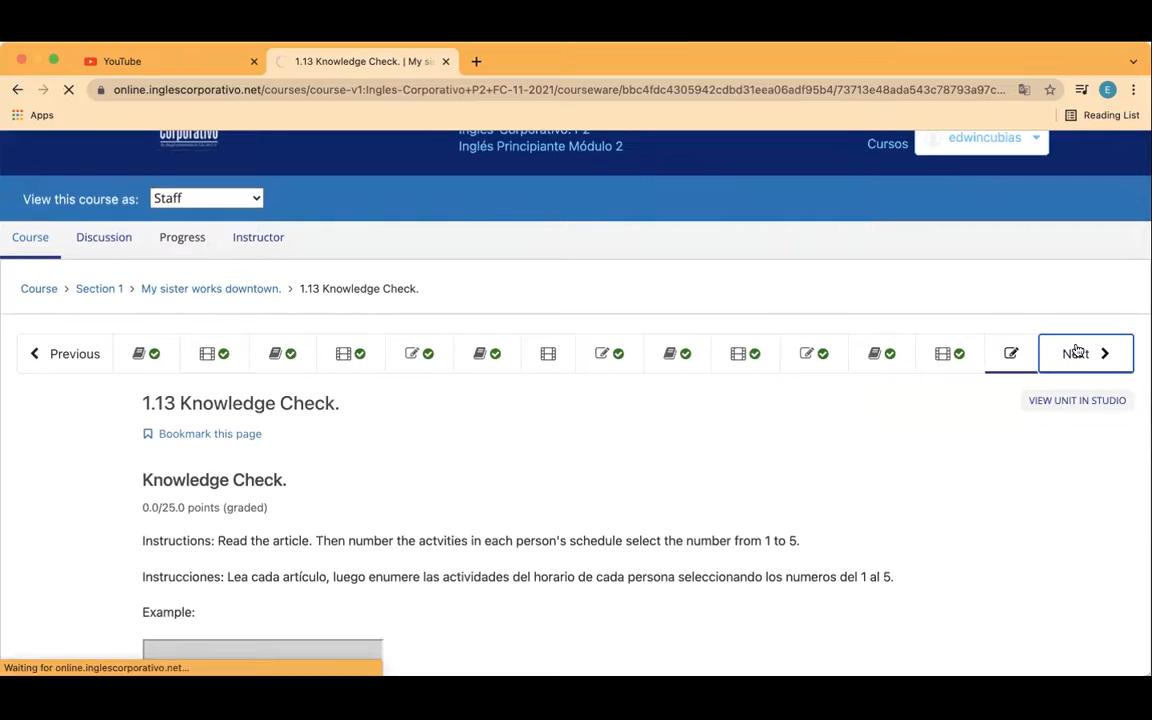 YouTube
1.13 Knowledge Check. | My si
online.inglescorporativo.net/courses/course-v1:Ingles-Corporativo+P2+FC-11-2021/courseware/bbc4fdc4305942cdbd31eea06adf95b4/73713e48ada543c78793a97c...
E
Apps
Reading List
corporativo
Inglés Corporativo: P2
Inglés Principiante Módulo 2
Cursos
edwincubias
View this course as:
Staff
Course
Discussion
Progress
Instructor
Course > Section 1 > My sister works downtown. > 1.13 Knowledge Check.
Previous
Next
1.13 Knowledge Check.
VIEW UNIT IN STUDIO
Bookmark this page
Knowledge Check.
0.0/25.0 points (graded)
Instructions: Read the article. Then number the actvities in each person's schedule select the number from 1 to 5.
Instrucciones: Lea cada artículo, luego enumere las actividades del horario de cada persona seleccionando los numeros del 1 al 5.
Example:
Waiting for online.inglescorporativo.net...